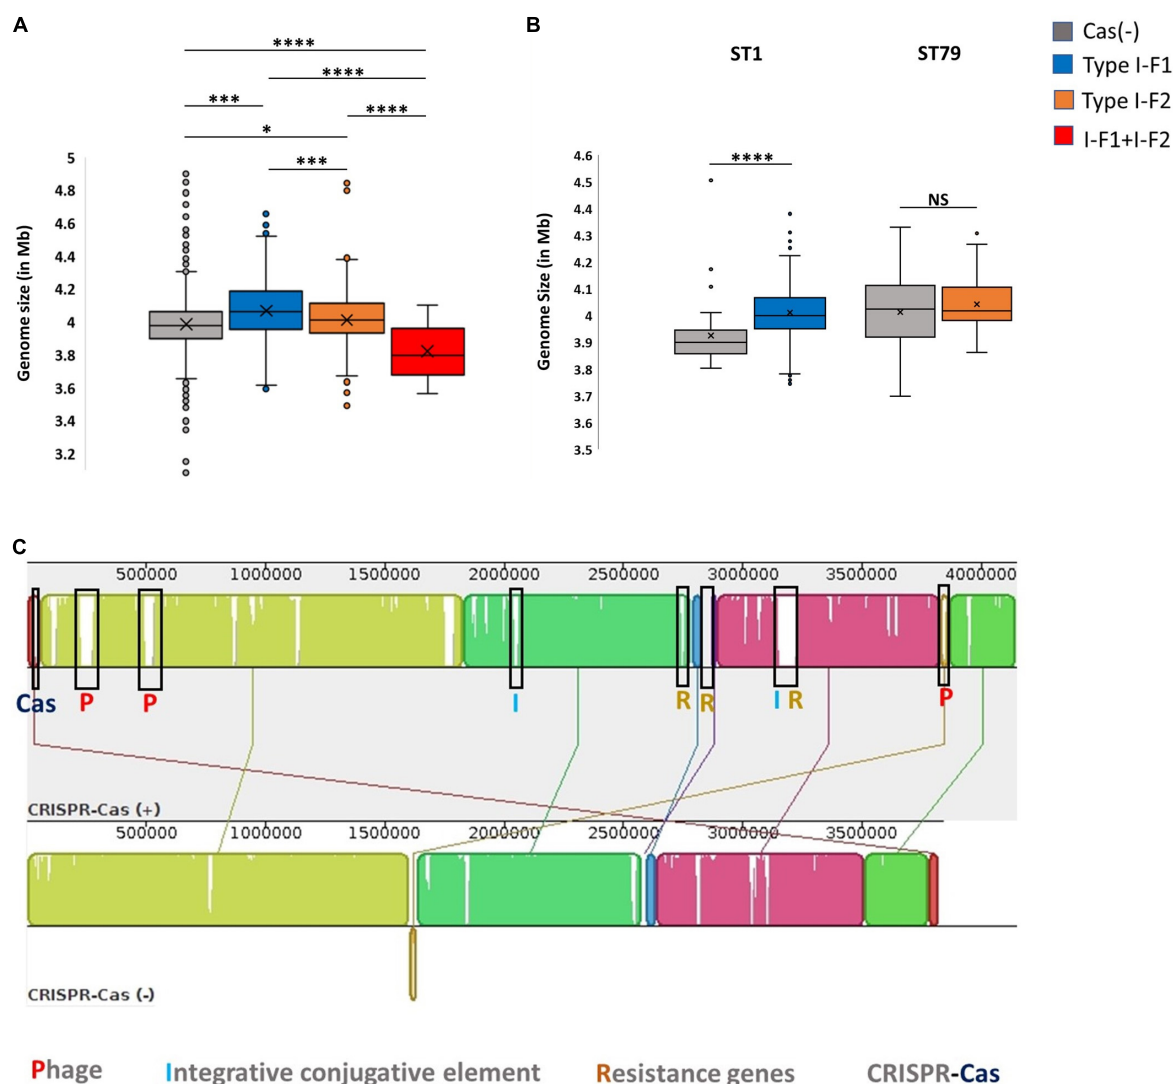 A
B
ST1
ST79
Cas(-)
Type I-F1
Type I-F2
I-F1+I-F2
****
****
***
****
*
***
Genome size (in Mb)
5
4.8
4.6
4.4
4.2
4
3.8
3.6
3.4
3.2
****
NS
Genome Size (in Mb)
4.6
4.5
4.4
4.3
4.2
4.1
4
3.9
3.8
3.7
3.6
3.5
C
500000 1000000 1500000 2000000 2500000 3000000 3500000 4000000
Cas P P I R R I R P
CRISPR-Cas (+)
500000 1000000 1500000 2000000 2500000 3000000 3500000
CRISPR-Cas (-)
Phage Integrative conjugative element Resistance genes CRISPR-Cas